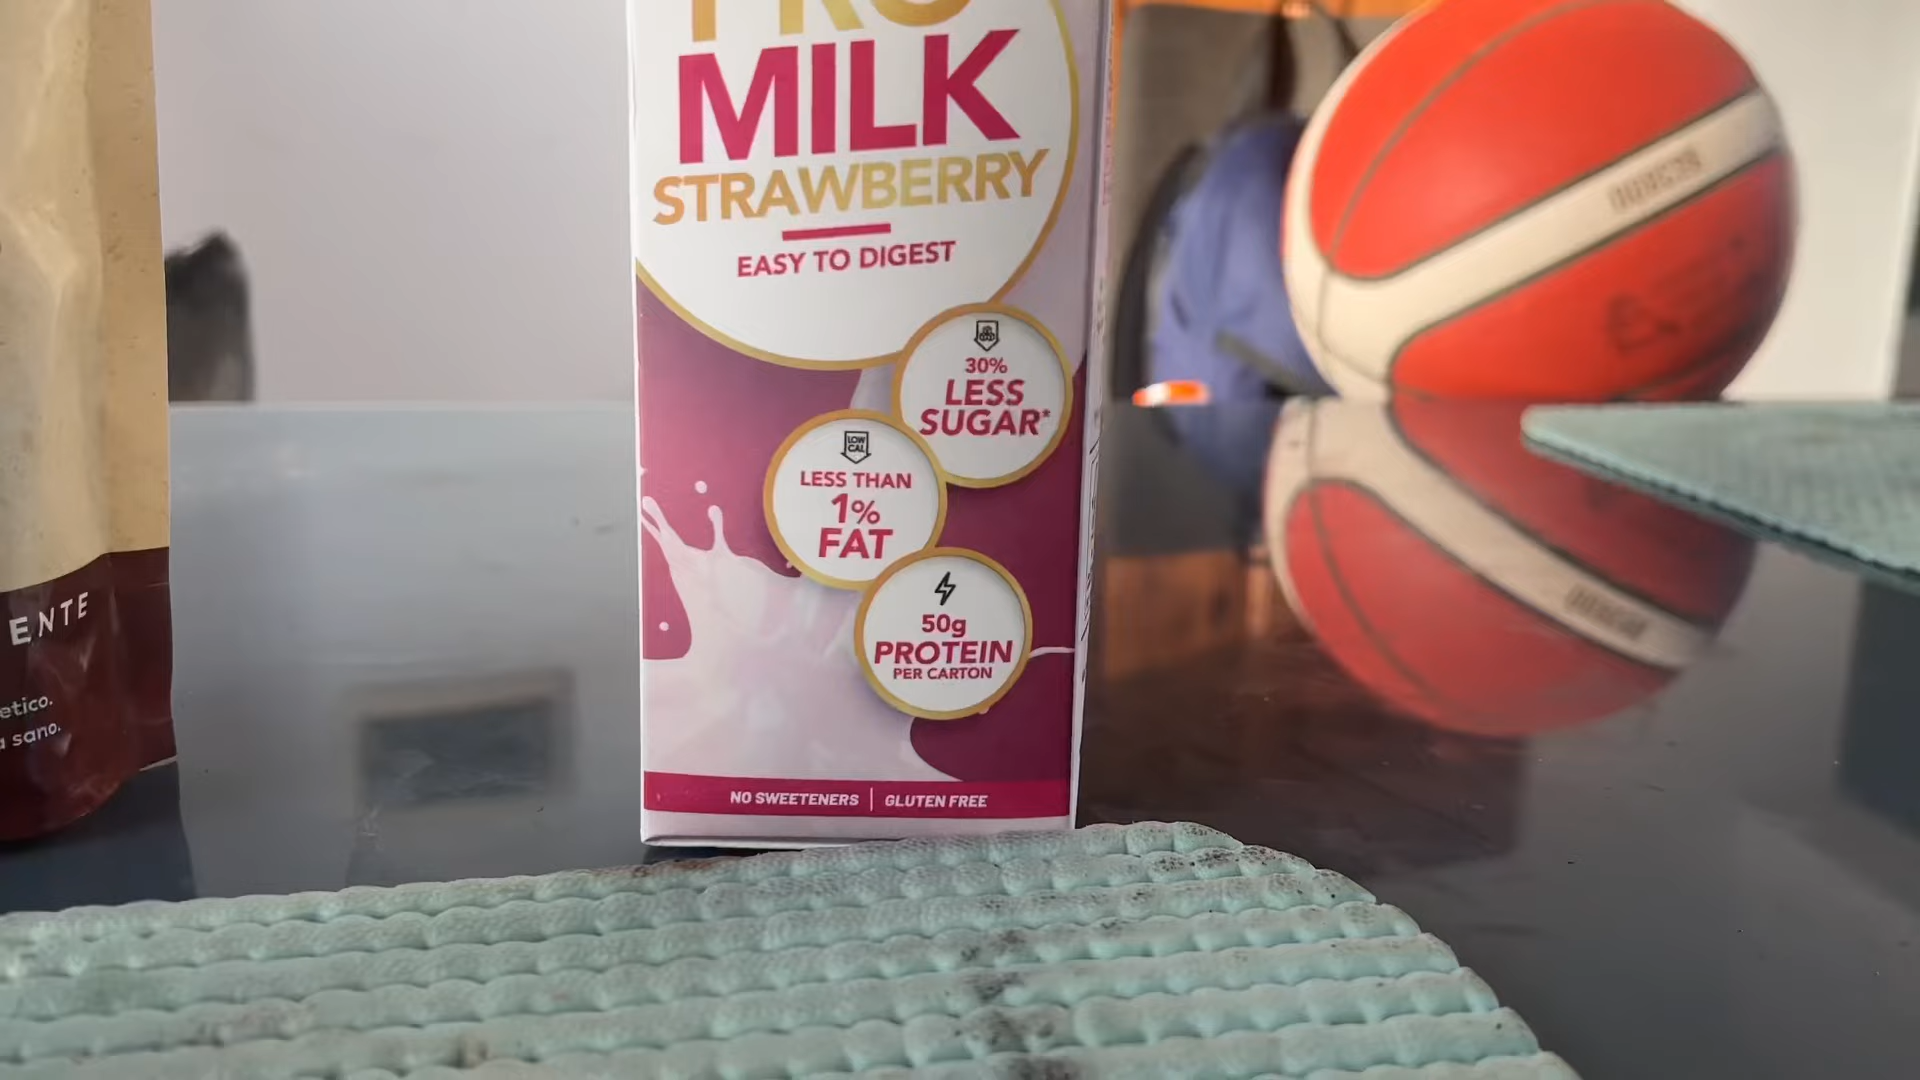 PRO
MILK
STRAWBERRY
EASY TO DIGEST
30%
LESS
SUGAR*
LOW
CAL
LESS THAN
1%
FAT
50g
PROTEIN
PER CARTON
NO SWEETENERS | GLUTEN FREE
ENTE
etico.
a sano.